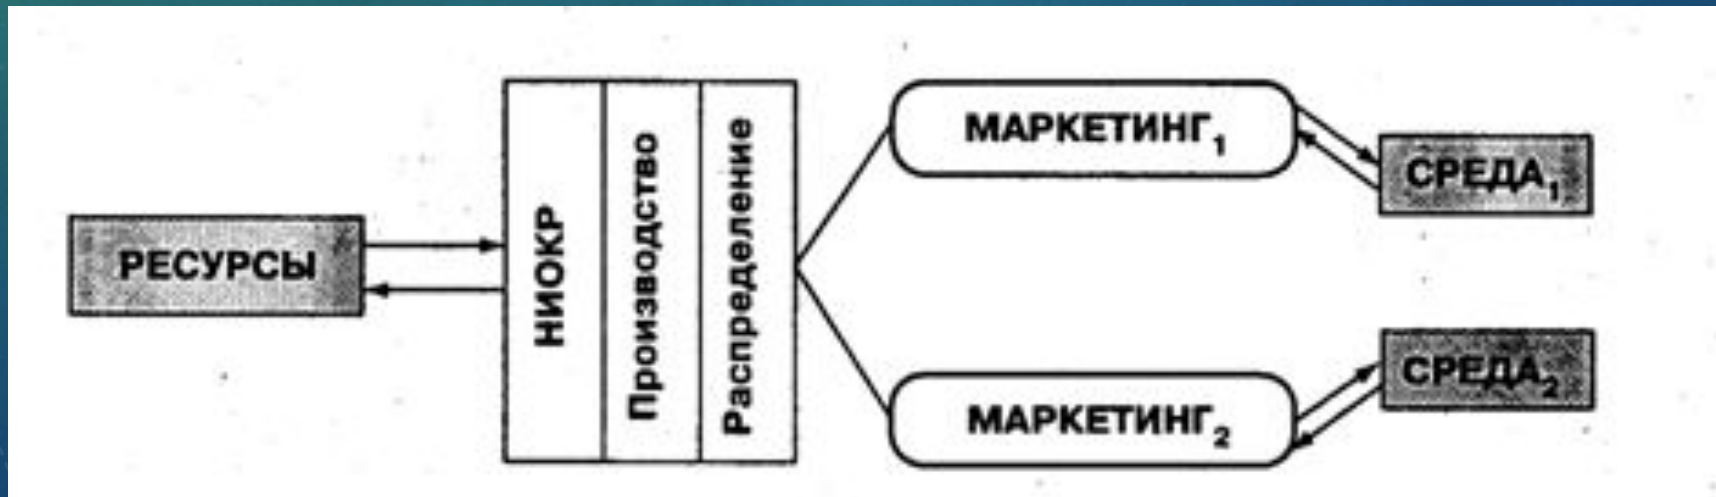 РЕСУРСЫ
НИОКР
Производство
Распределение
МАРКЕТИНГ₁
СРЕДА₁
МАРКЕТИНГ₂
СРЕДА₂